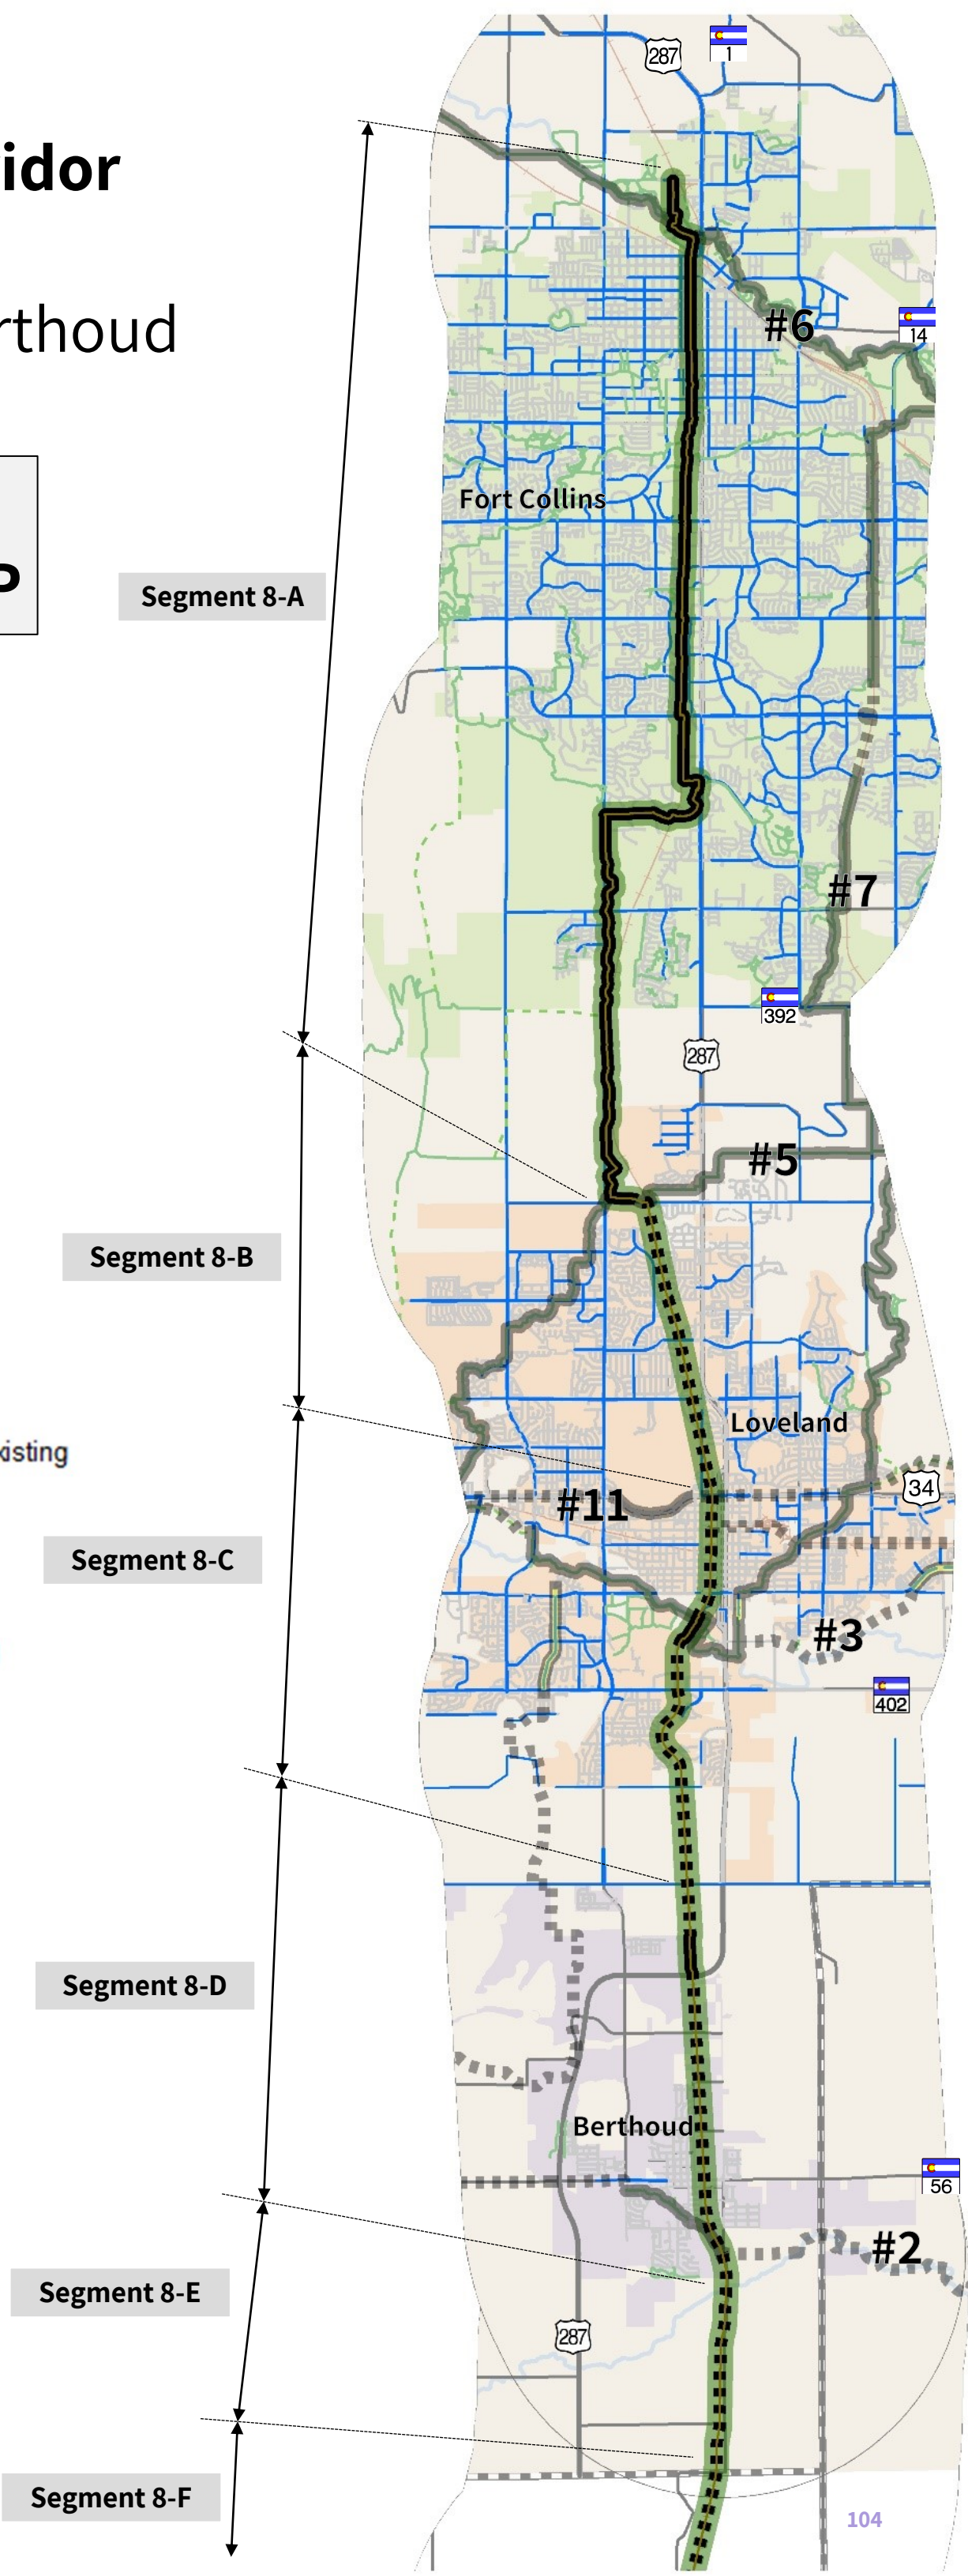 idor
rthoud
P
287
1
#6
14
Fort Collins
Segment 8-A
#7
392
287
#5
Segment 8-B
Loveland
xisting
34
#11
Segment 8-C
#3
402
Segment 8-D
Berthoud
56
#2
Segment 8-E
287
Segment 8-F
104